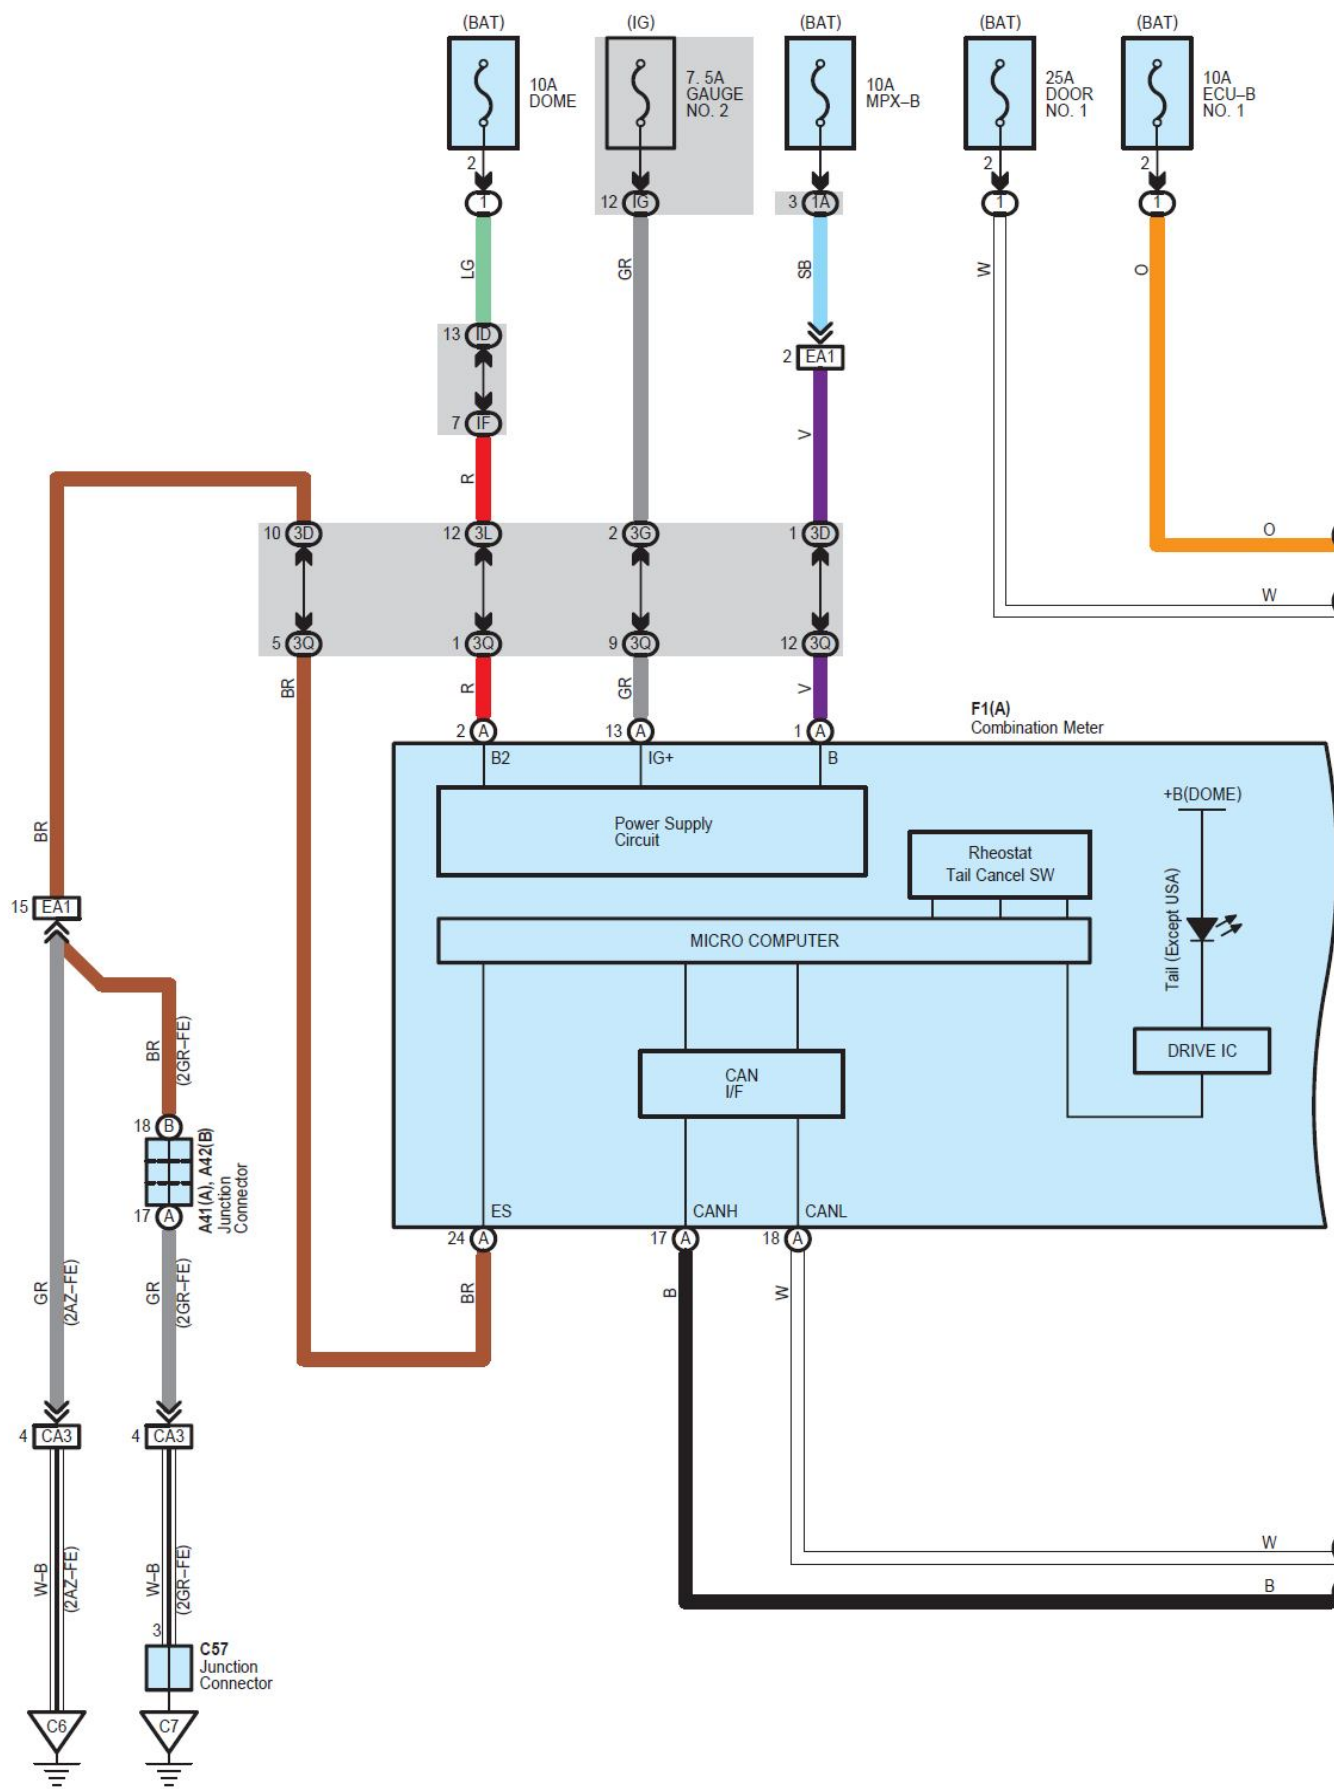 (BAT)
(IG)
(BAT)
(BAT)
(BAT)
10A
DOME
7. 5A
GAUGE
NO. 2
10A
MPX–B
25A
DOOR
NO. 1
10A
ECU–B
NO. 1
2
2
2
1
12 IG
3 1A
1
1
LG
GR
SB
W
O
13 ID
2 EA1
7 IF
R
V
O
W
10 3D
12 3L
2 3G
1 3D
5 3Q
1 3Q
9 3Q
12 3Q
BR
R
GR
V
F1(A)
Combination Meter
2 A
13 A
1 A
B2
IG+
B
+B(DOME)
Power Supply
Circuit
Rheostat
Tail Cancel SW
Tail (Except USA)
BR
15 EA1
MICRO COMPUTER
BR
(2GR–FE)
DRIVE IC
CAN
I/F
18 B
A41(A), A42(B)
Junction
Connector
17 A
ES
CANH
CANL
24 A
17 A
18 A
GR
(2AZ–FE)
GR
(2GR–FE)
BR
B
W
4 CA3
4 CA3
W
B
W–B
(2AZ–FE)
W–B
(2GR–FE)
3
C57
Junction
Connector
C6
C7